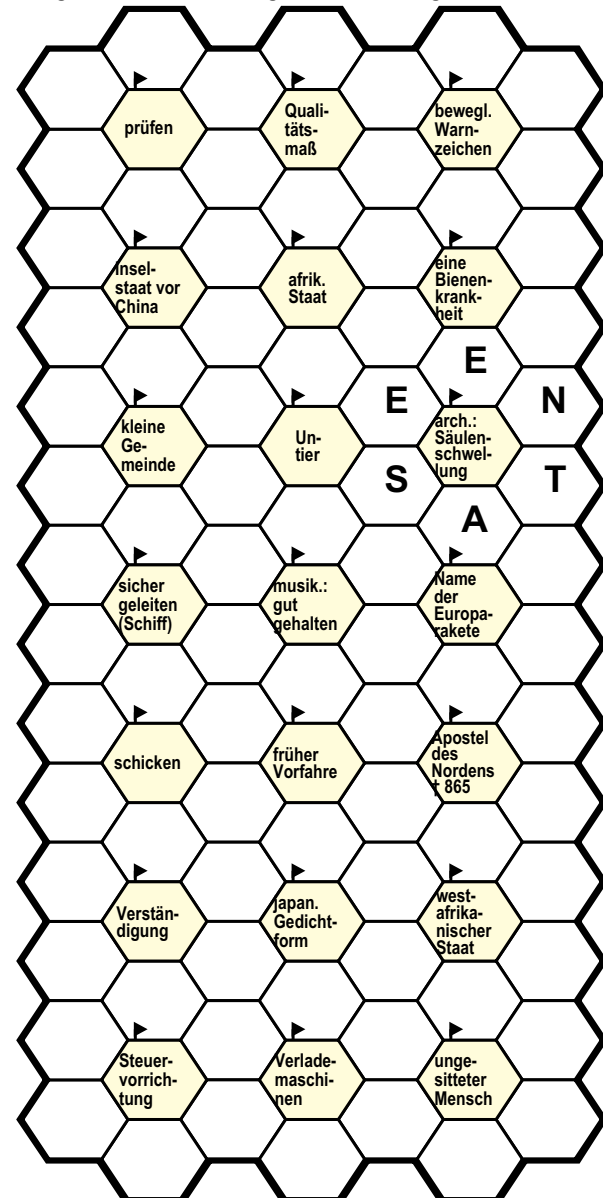 prüfen
Quali-
täts-
maß
bewegl.
Warn-
zeichen
Insel-
staat vor
China
afrik.
Staat
eine
Bienen-
krank-
heit
E
E
N
kleine
Ge-
meinde
Un-
tier
arch.:
Säulen-
schwel-
lung
S
T
A
sicher
geleiten
(Schiff)
musik.:
gut
gehalten
Name
der
Europa-
rakete
schicken
früher
Vorfahre
Apostel
des
Nordens
† 865
Verstän-
digung
japan.
Gedicht-
form
west-
afrika-
nischer
Staat
Steuer-
vorrich-
tung
Verlade-
maschi-
nen
unge-
sitteter
Mensch